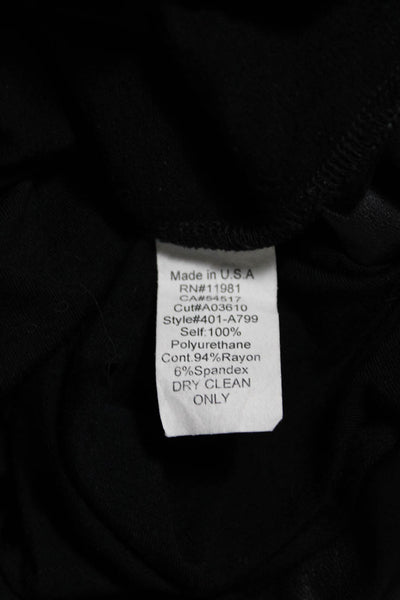 Made in U.S.A
RN#11981
CA#54517
Cut#A03610
Style#401-A799
Self:100%
Polyurethane
Cont.94%Rayon
6%Spandex
DRY CLEAN
ONLY